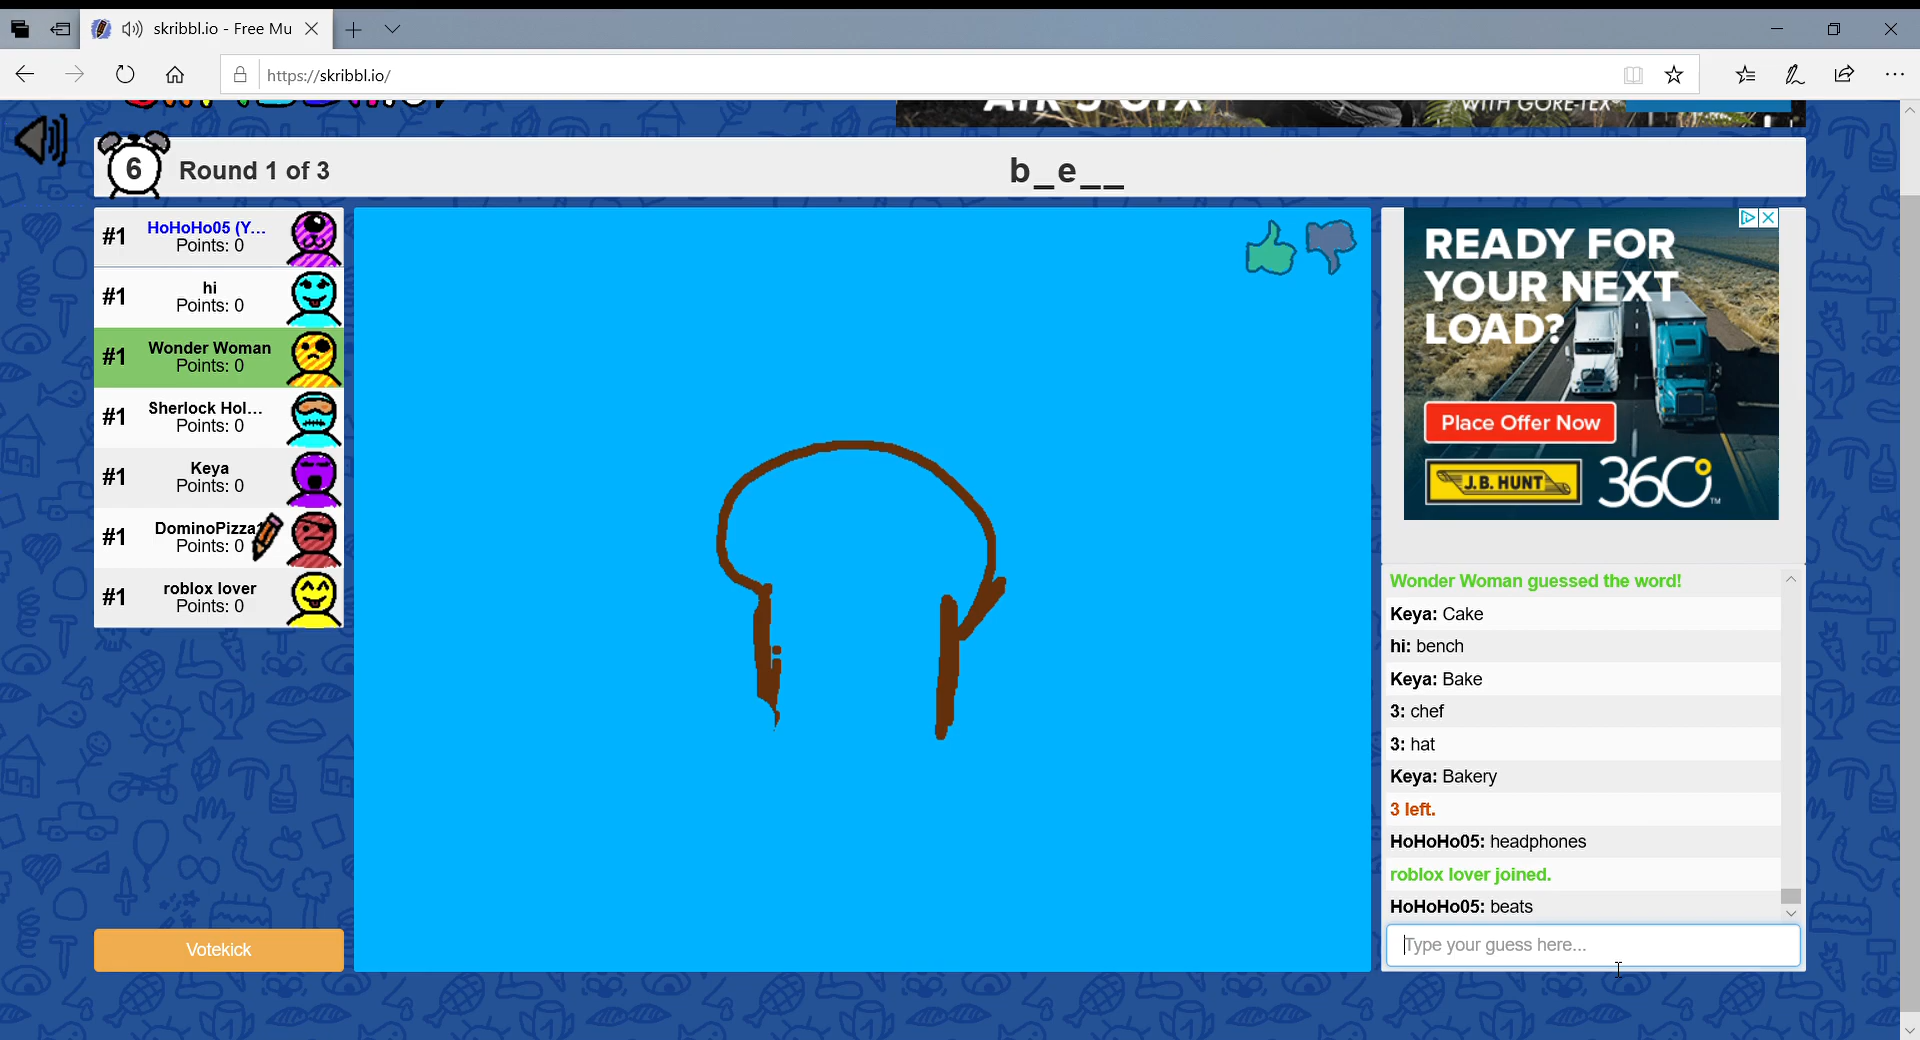 skribbl.io - Free Mu
https://skribbl.io/
WITH GORE-TEX
6
Round 1 of 3
b_e__
#1 HoHoHo05 (Y...
Points: 0
#1 hi
Points: 0
#1 Wonder Woman
Points: 0
#1 Sherlock Hol...
Points: 0
#1 Keya
Points: 0
#1 DominoPizza
Points: 0
#1 roblox lover
Points: 0
Votekick
READY FOR
YOUR NEXT
LOAD?
Place Offer Now
J.B. HUNT 360°™
Wonder Woman guessed the word!
Keya: Cake
hi: bench
Keya: Bake
3: chef
3: hat
Keya: Bakery
3 left.
HoHoHo05: headphones
roblox lover joined.
HoHoHo05: beats
Type your guess here...